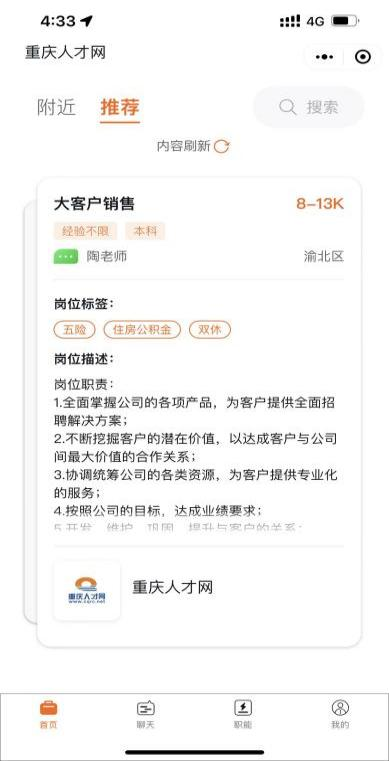 4:33
4G
重庆人才网
附近 推荐 搜索
内容刷新
大客户销售 8-13K
经验不限 本科
陶老师 渝北区
岗位标签:
五险 住房公积金 双休
岗位描述:
岗位职责:
1.全面掌握公司的各项产品，为客户提供全面招
聘解决方案;
2.不断挖掘客户的潜在价值，以达成客户与公司
间最大价值的合作关系;
3.协调统筹公司的各类资源，为客户提供专业化
的服务;
4.按照公司的目标，达成业绩要求;
5.开发、维护、巩固、提升与客户的关系;
重庆人才网
www.cqrc.net
重庆人才网
首页 聊天 职能 我的